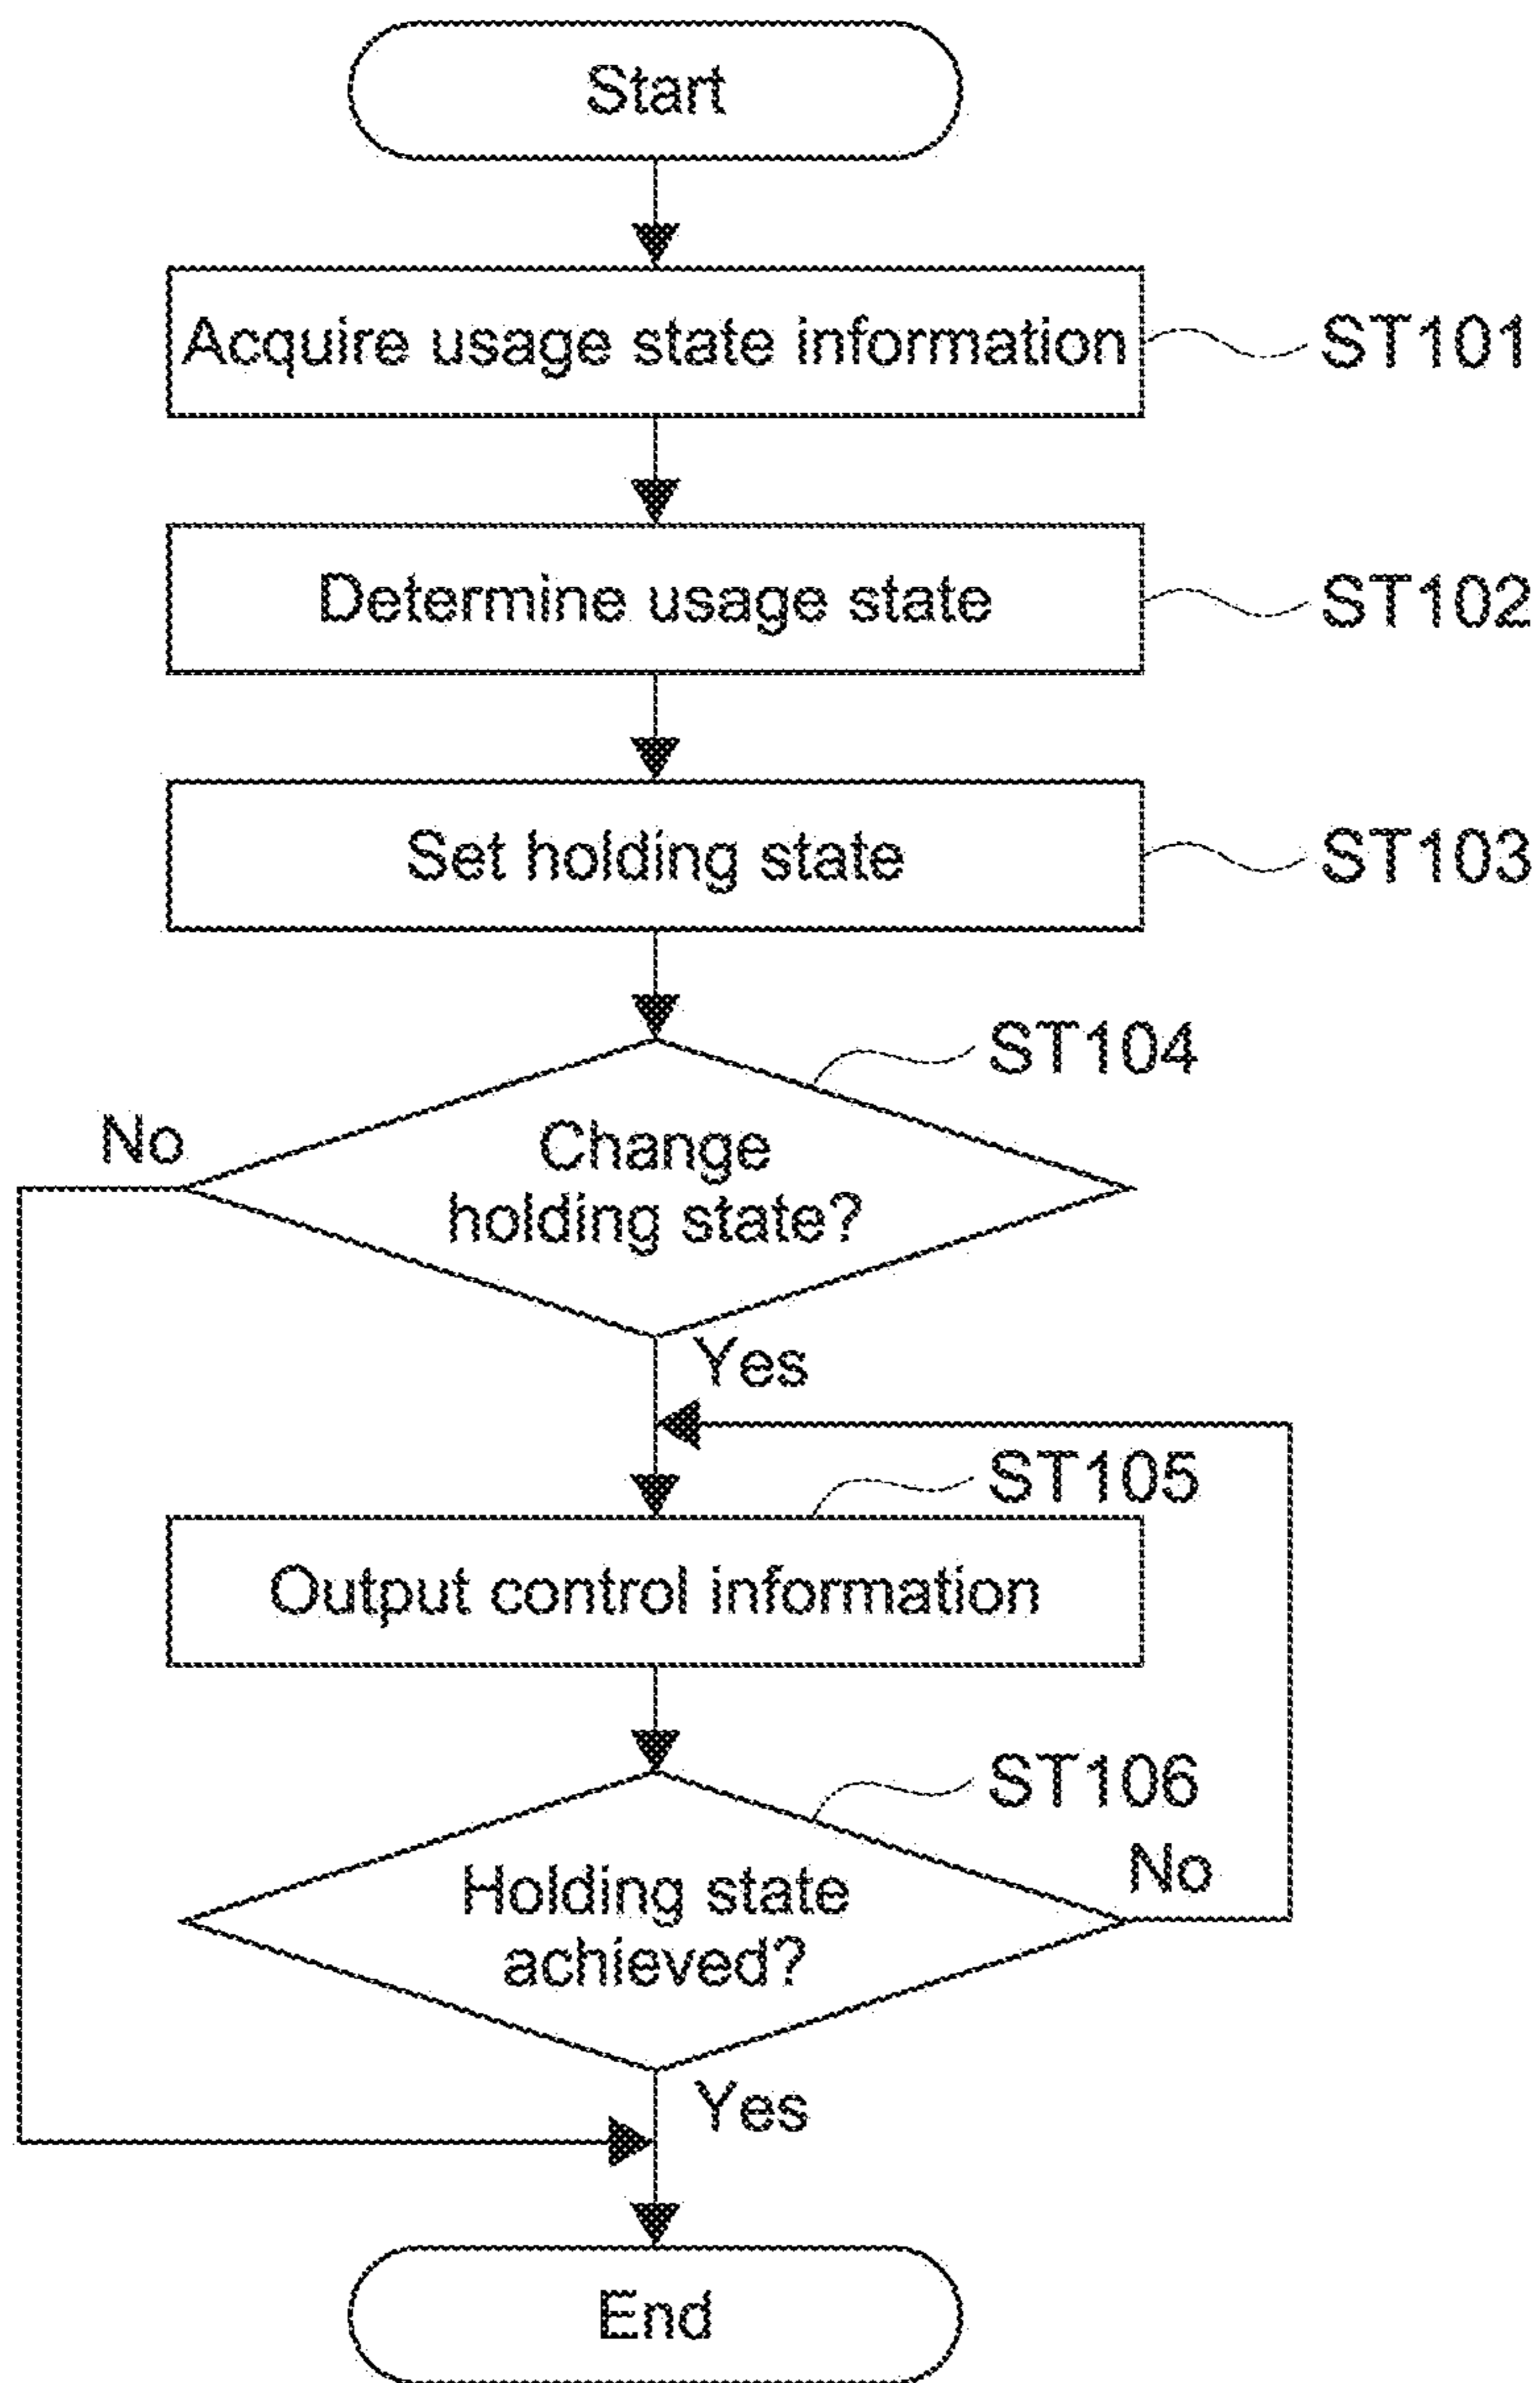 Start
Acquire usage state information
ST101
Determine usage state
ST102
Set holding state
ST103
ST104
No
Change
holding state?
Yes
ST105
Output control information
ST106
No
Holding state
achieved?
Yes
End